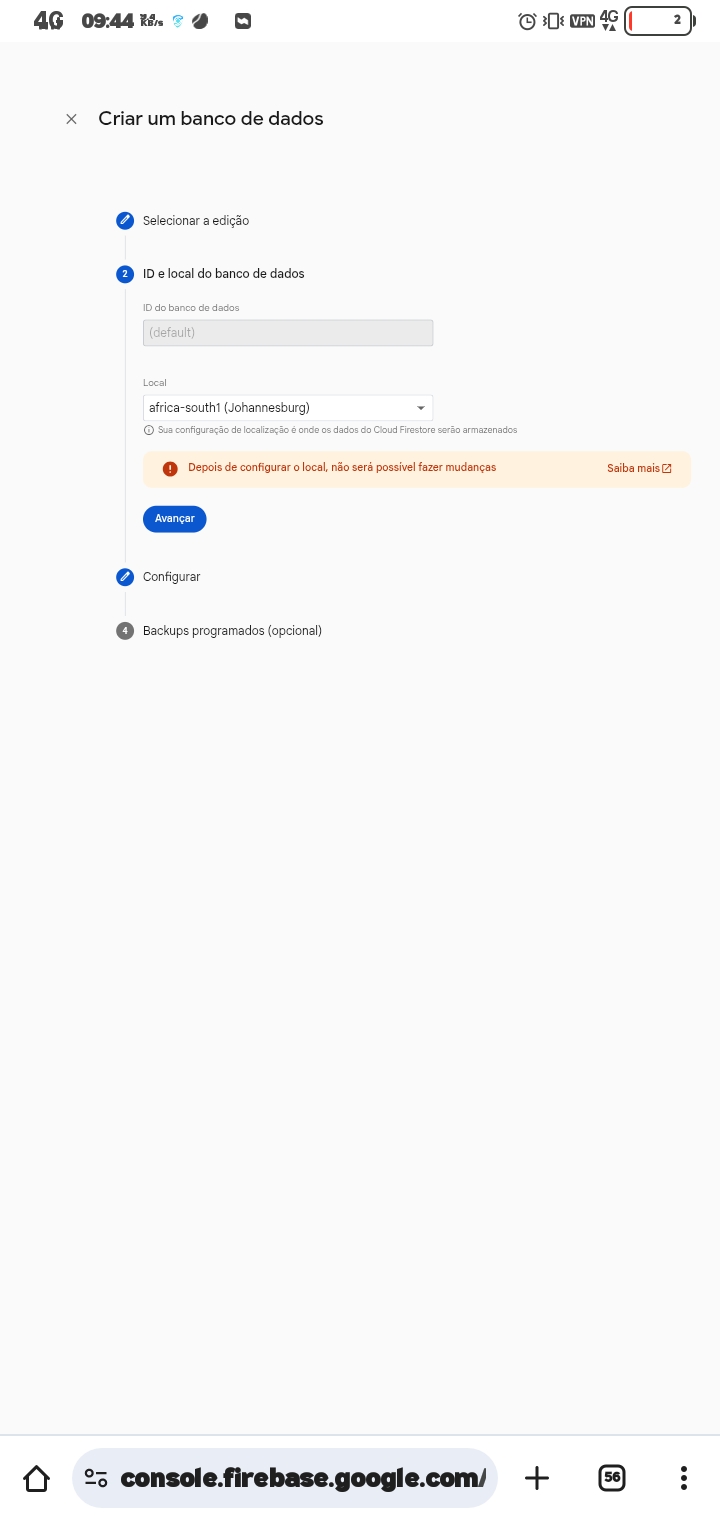 4G 09:44 KB/s VPN 4G 2
Criar um banco de dados
Selecionar a edição
2 ID e local do banco de dados
ID do banco de dados
(default)
Local
africa-south1 (Johannesburg)
Sua configuração de localização é onde os dados do Cloud Firestore serão armazenados
Depois de configurar o local, não será possível fazer mudanças Saiba mais
Avançar
Configurar
4 Backups programados (opcional)
console.firebase.google.com/ 56